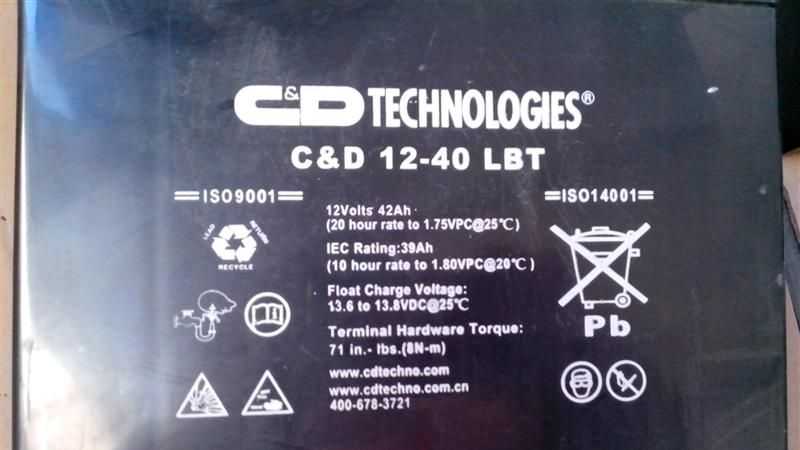 C&D TECHNOLOGIES®
C&D 12-40 LBT
ISO9001
ISO14001
LEAD RETURN
RECYCLE
12Volts 42Ah
(20 hour rate to 1.75VPC@25℃)
IEC Rating:39Ah
(10 hour rate to 1.80VPC@20℃)
Float Charge Voltage:
13.6 to 13.8VDC@25℃
Terminal Hardware Torque:
71 in.- lbs.(8N-m)
www.cdtechno.com
www.cdtechno.com.cn
400-678-3721
Pb